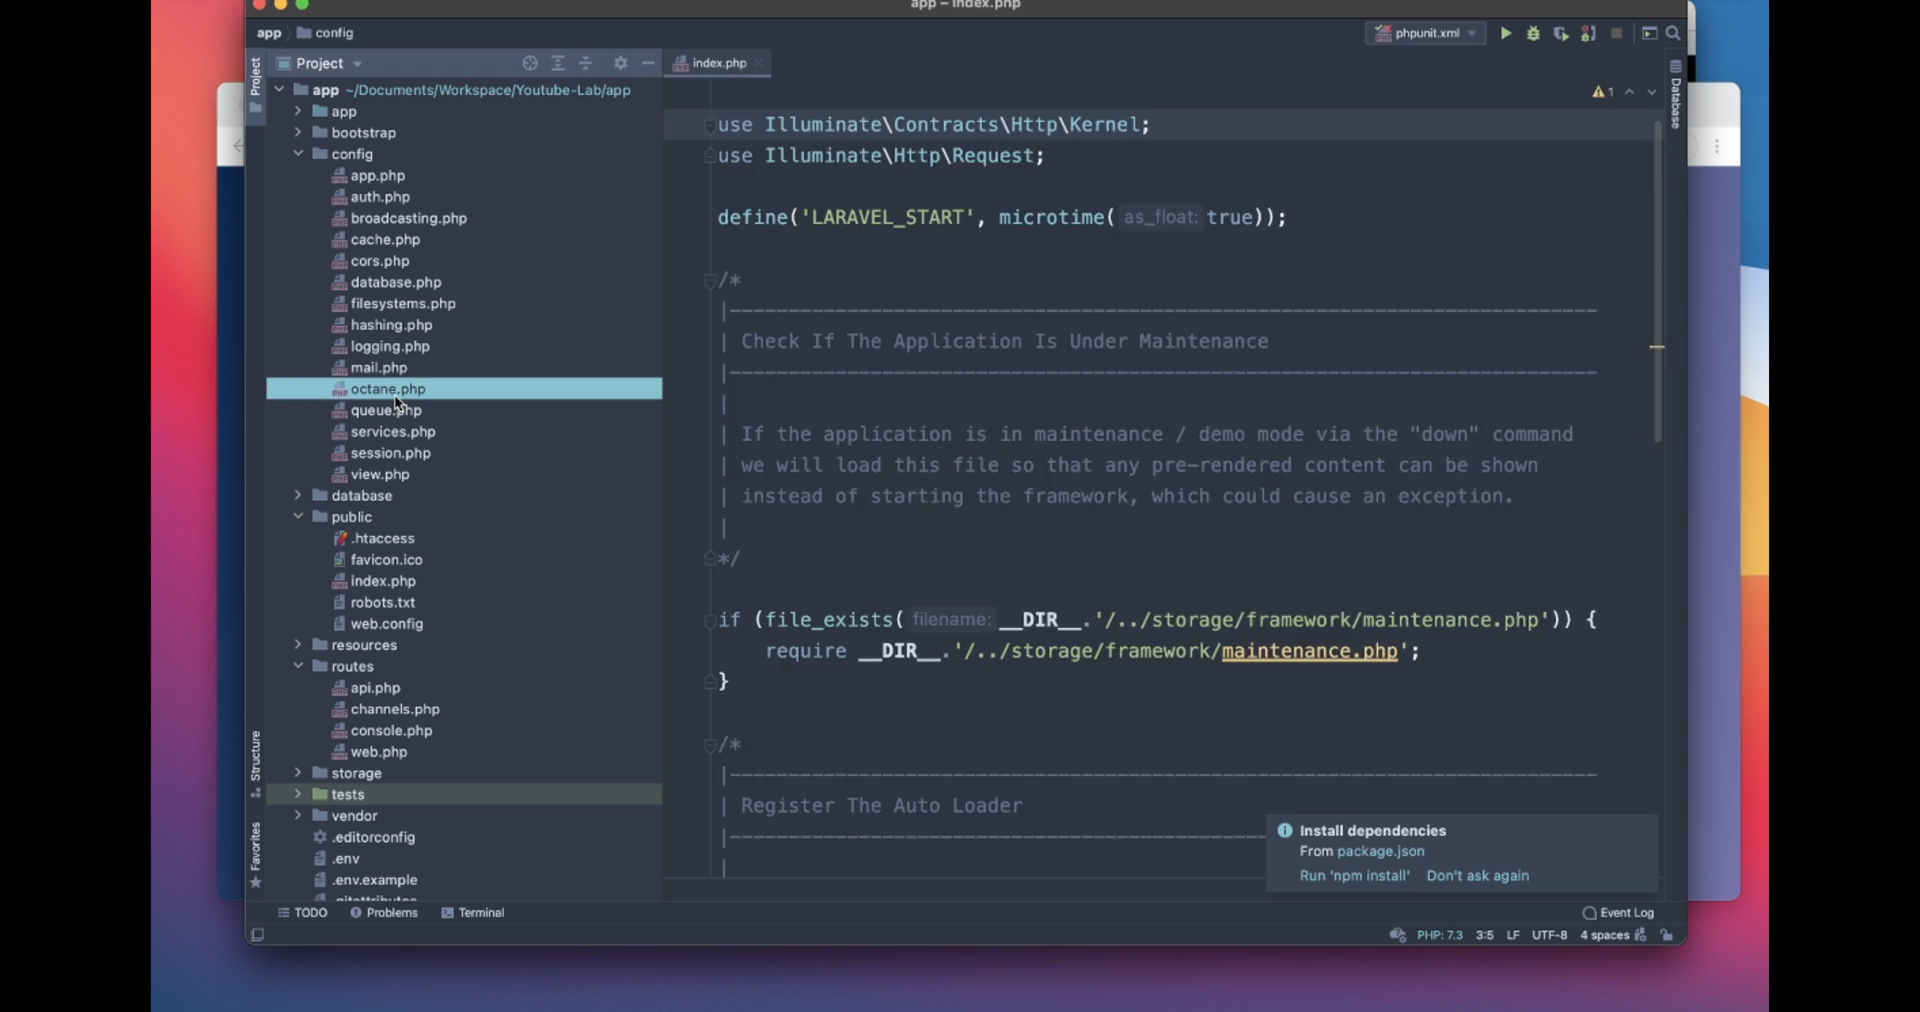 app – index.php
app config
phpunit.xml
Project
Project
index.php
Database
1
app ~/Documents/Workspace/Youtube-Lab/app
app
bootstrap
config
app.php
auth.php
broadcasting.php
cache.php
cors.php
database.php
filesystems.php
hashing.php
logging.php
mail.php
octane.php
queue.php
services.php
session.php
view.php
database
public
.htaccess
favicon.ico
index.php
robots.txt
web.config
resources
routes
api.php
channels.php
console.php
web.php
storage
tests
vendor
.editorconfig
.env
.env.example
.gitattributes
Structure
Favorites
use Illuminate\Contracts\Http\Kernel;
use Illuminate\Http\Request;
define('LARAVEL_START', microtime( as_float: true));
/*
|--------------------------------------------------------------------------
| Check If The Application Is Under Maintenance
|--------------------------------------------------------------------------
|
| If the application is in maintenance / demo mode via the "down" command
| we will load this file so that any pre-rendered content can be shown
| instead of starting the framework, which could cause an exception.
|
*/
if (file_exists( filename: __DIR__.'/../storage/framework/maintenance.php')) {
require __DIR__.'/../storage/framework/maintenance.php';
}
/*
|--------------------------------------------------------------------------
| Register The Auto Loader
|--------------------------------------------------------------------------
|
Install dependencies
From package.json
Run 'npm install' Don't ask again
TODO Problems Terminal
Event Log
PHP: 7.3 3:5 LF UTF-8 4 spaces